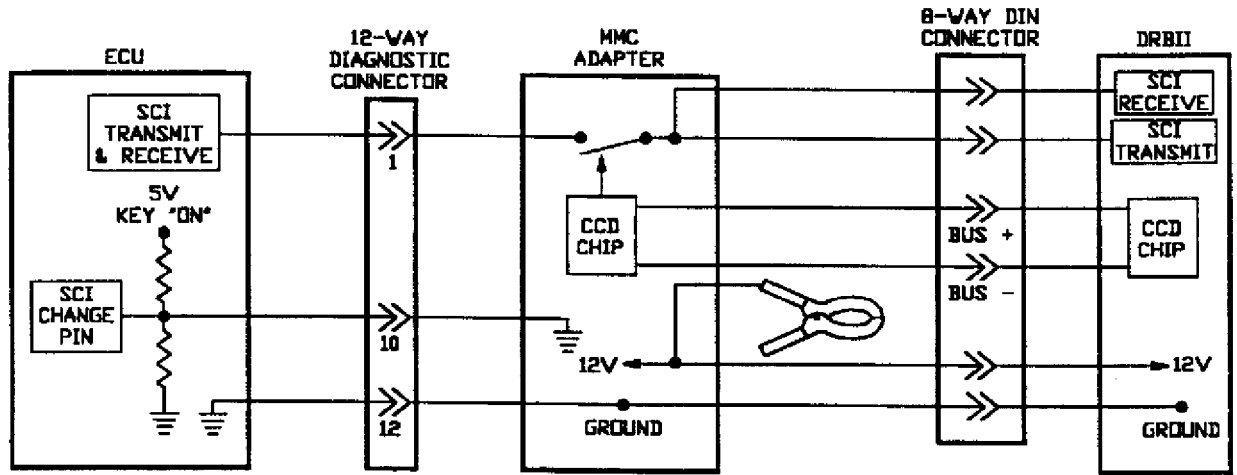 ECU
12-WAY
DIAGNOSTIC
CONNECTOR
MMC
ADAPTER
8-WAY DIN
CONNECTOR
DRBII
SCI
TRANSMIT
& RECEIVE
5V
KEY "ON"
SCI
CHANGE
PIN
1
10
12
CCD
CHIP
12V
GROUND
BUS +
BUS -
SCI
RECEIVE
SCI
TRANSMIT
CCD
CHIP
12V
GROUND